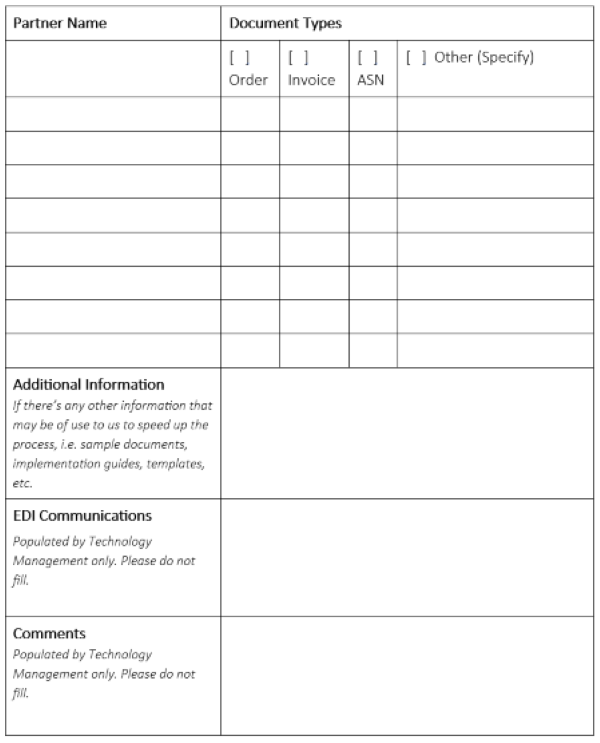 Partner Name
Document Types
[ ] Order
[ ] Invoice
[ ] ASN
[ ] Other (Specify)
Additional Information
If there's any other information that
may be of use to us to speed up the
process, i.e. sample documents,
implementation guides, templates,
etc.
EDI Communications
Populated by Technology
Management only. Please do not
fill.
Comments
Populated by Technology
Management only. Please do not
fill.